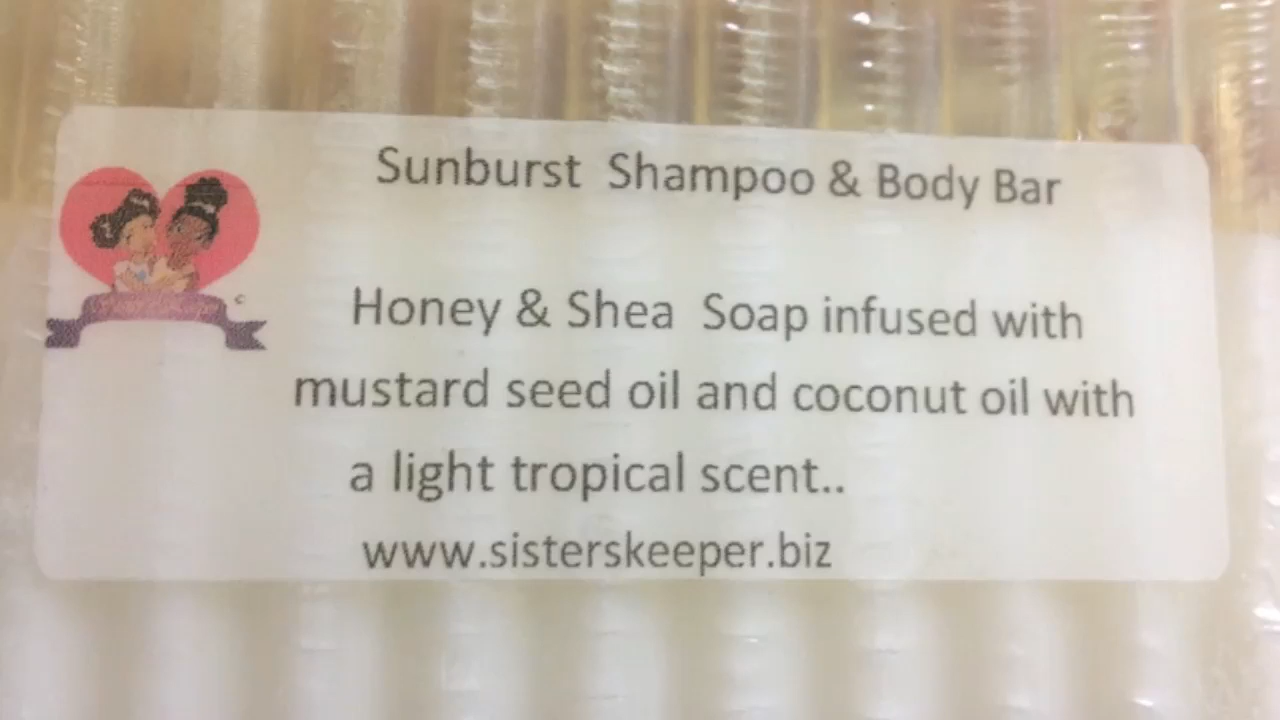 Sunburst Shampoo & Body Bar
Honey & Shea Soap infused with
mustard seed oil and coconut oil with
a light tropical scent..
www.sisterskeeper.biz
©